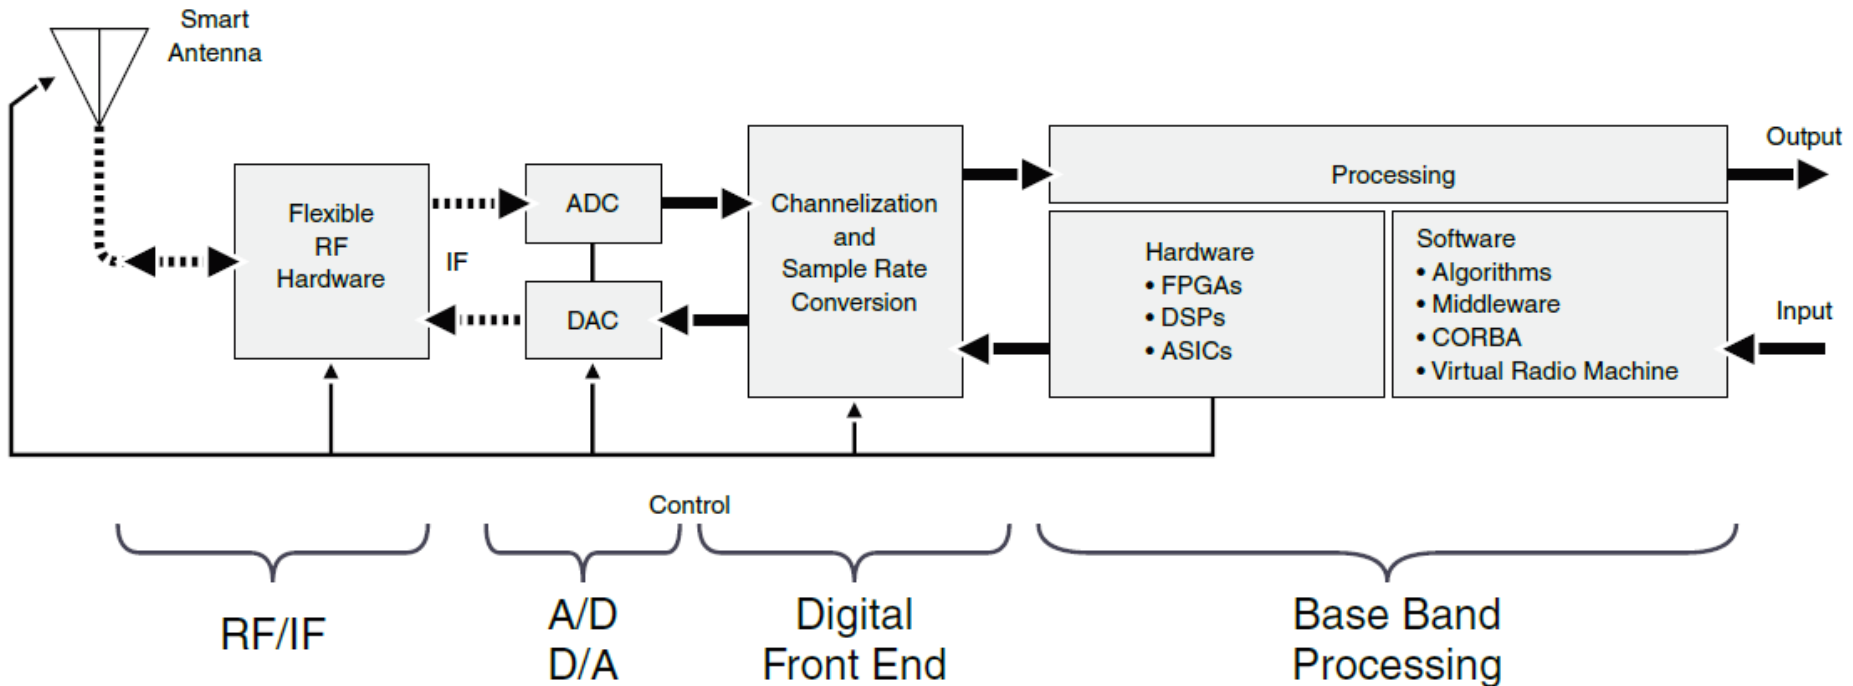 Smart
Antenna
Flexible
RF
Hardware
IF
ADC
DAC
Channelization
and
Sample Rate
Conversion
Processing
Hardware
• FPGAs
• DSPs
• ASICs
Software
• Algorithms
• Middleware
• CORBA
• Virtual Radio Machine
Output
Input
Control
RF/IF
A/D
D/A
Digital
Front End
Base Band
Processing